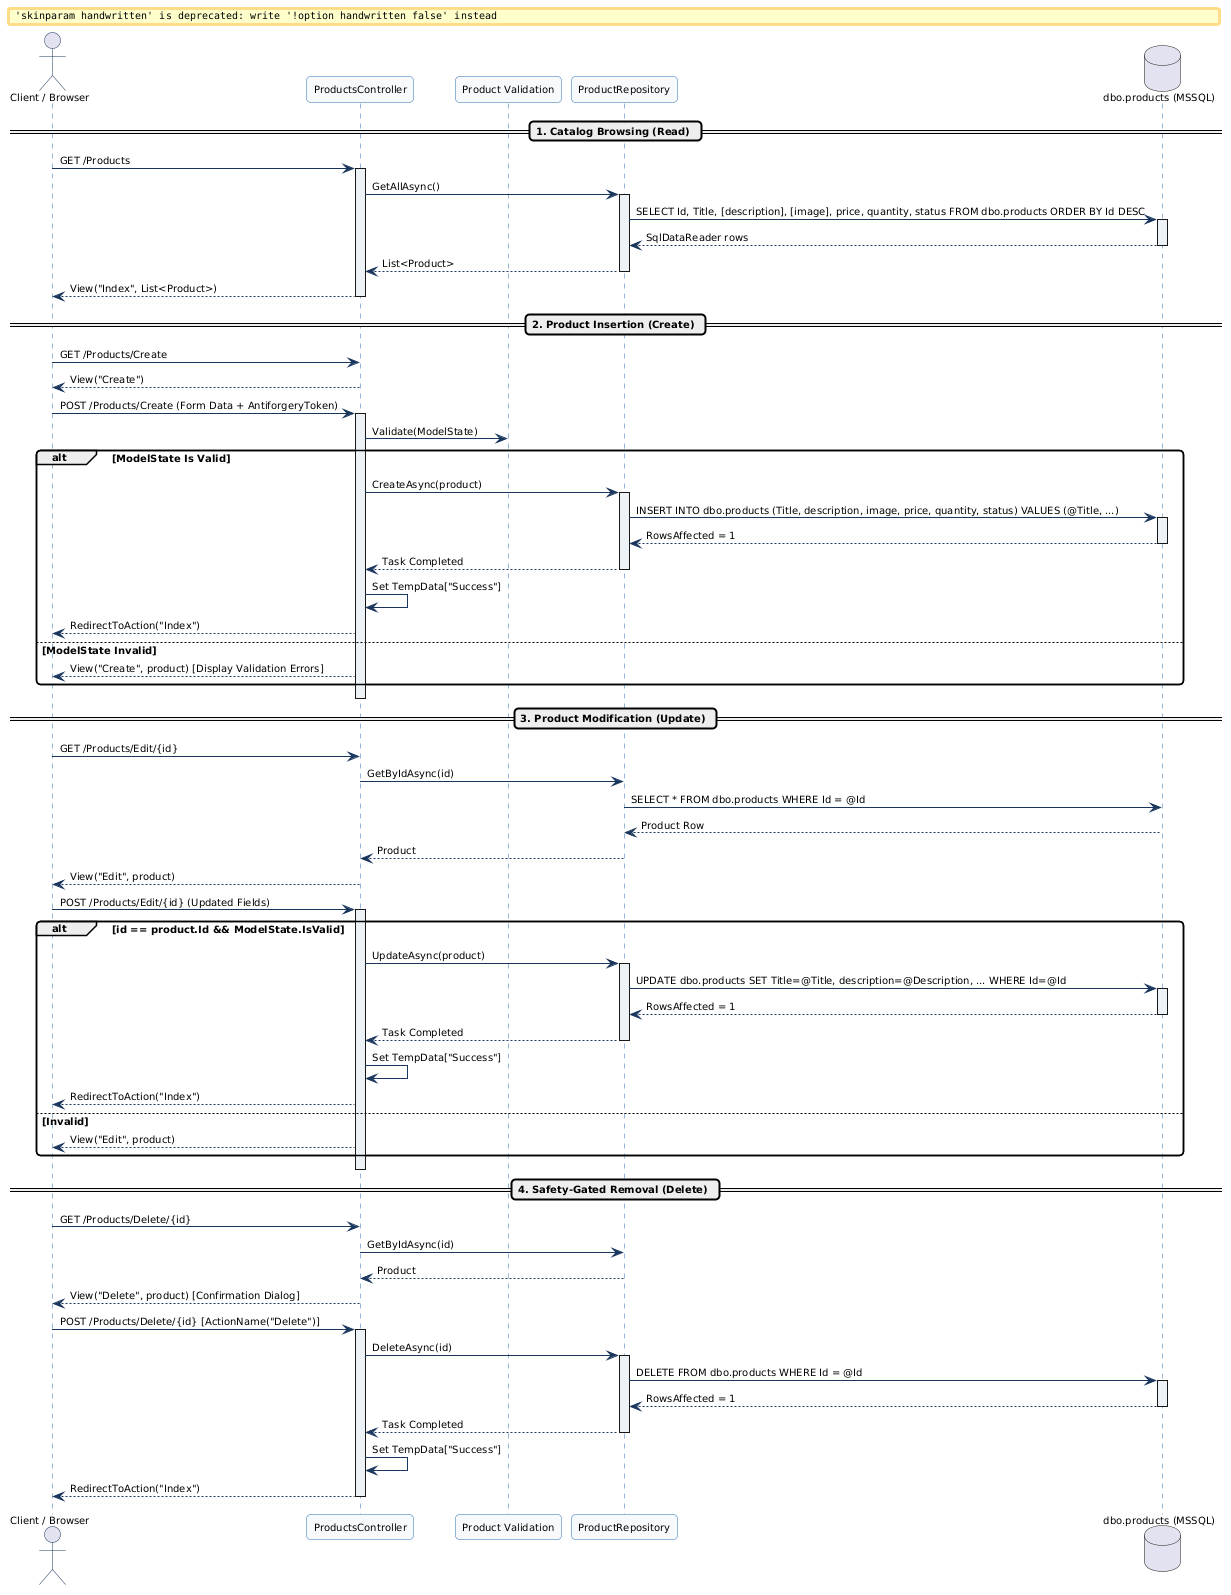 'skinparam handwritten' is deprecated: write '!option handwritten false' instead
Client / Browser
ProductsController
Product Validation
ProductRepository
dbo.products (MSSQL)
1. Catalog Browsing (Read)
GET /Products
GetAllAsync()
SELECT Id, Title, [description], [image], price, quantity, status FROM dbo.products ORDER BY Id DESC
SqlDataReader rows
List<Product>
View("Index", List<Product>)
2. Product Insertion (Create)
GET /Products/Create
View("Create")
POST /Products/Create (Form Data + AntiforgeryToken)
Validate(ModelState)
alt
[ModelState Is Valid]
CreateAsync(product)
INSERT INTO dbo.products (Title, description, image, price, quantity, status) VALUES (@Title, ...)
RowsAffected = 1
Task Completed
Set TempData["Success"]
RedirectToAction("Index")
[ModelState Invalid]
View("Create", product) [Display Validation Errors]
3. Product Modification (Update)
GET /Products/Edit/{id}
GetByIdAsync(id)
SELECT * FROM dbo.products WHERE Id = @Id
Product Row
Product
View("Edit", product)
POST /Products/Edit/{id} (Updated Fields)
alt
[id == product.Id && ModelState.IsValid]
UpdateAsync(product)
UPDATE dbo.products SET Title=@Title, description=@Description, ... WHERE Id=@Id
RowsAffected = 1
Task Completed
Set TempData["Success"]
RedirectToAction("Index")
[Invalid]
View("Edit", product)
4. Safety-Gated Removal (Delete)
GET /Products/Delete/{id}
GetByIdAsync(id)
Product
View("Delete", product) [Confirmation Dialog]
POST /Products/Delete/{id} [ActionName("Delete")]
DeleteAsync(id)
DELETE FROM dbo.products WHERE Id = @Id
RowsAffected = 1
Task Completed
Set TempData["Success"]
RedirectToAction("Index")
Client / Browser
ProductsController
Product Validation
ProductRepository
dbo.products (MSSQL)